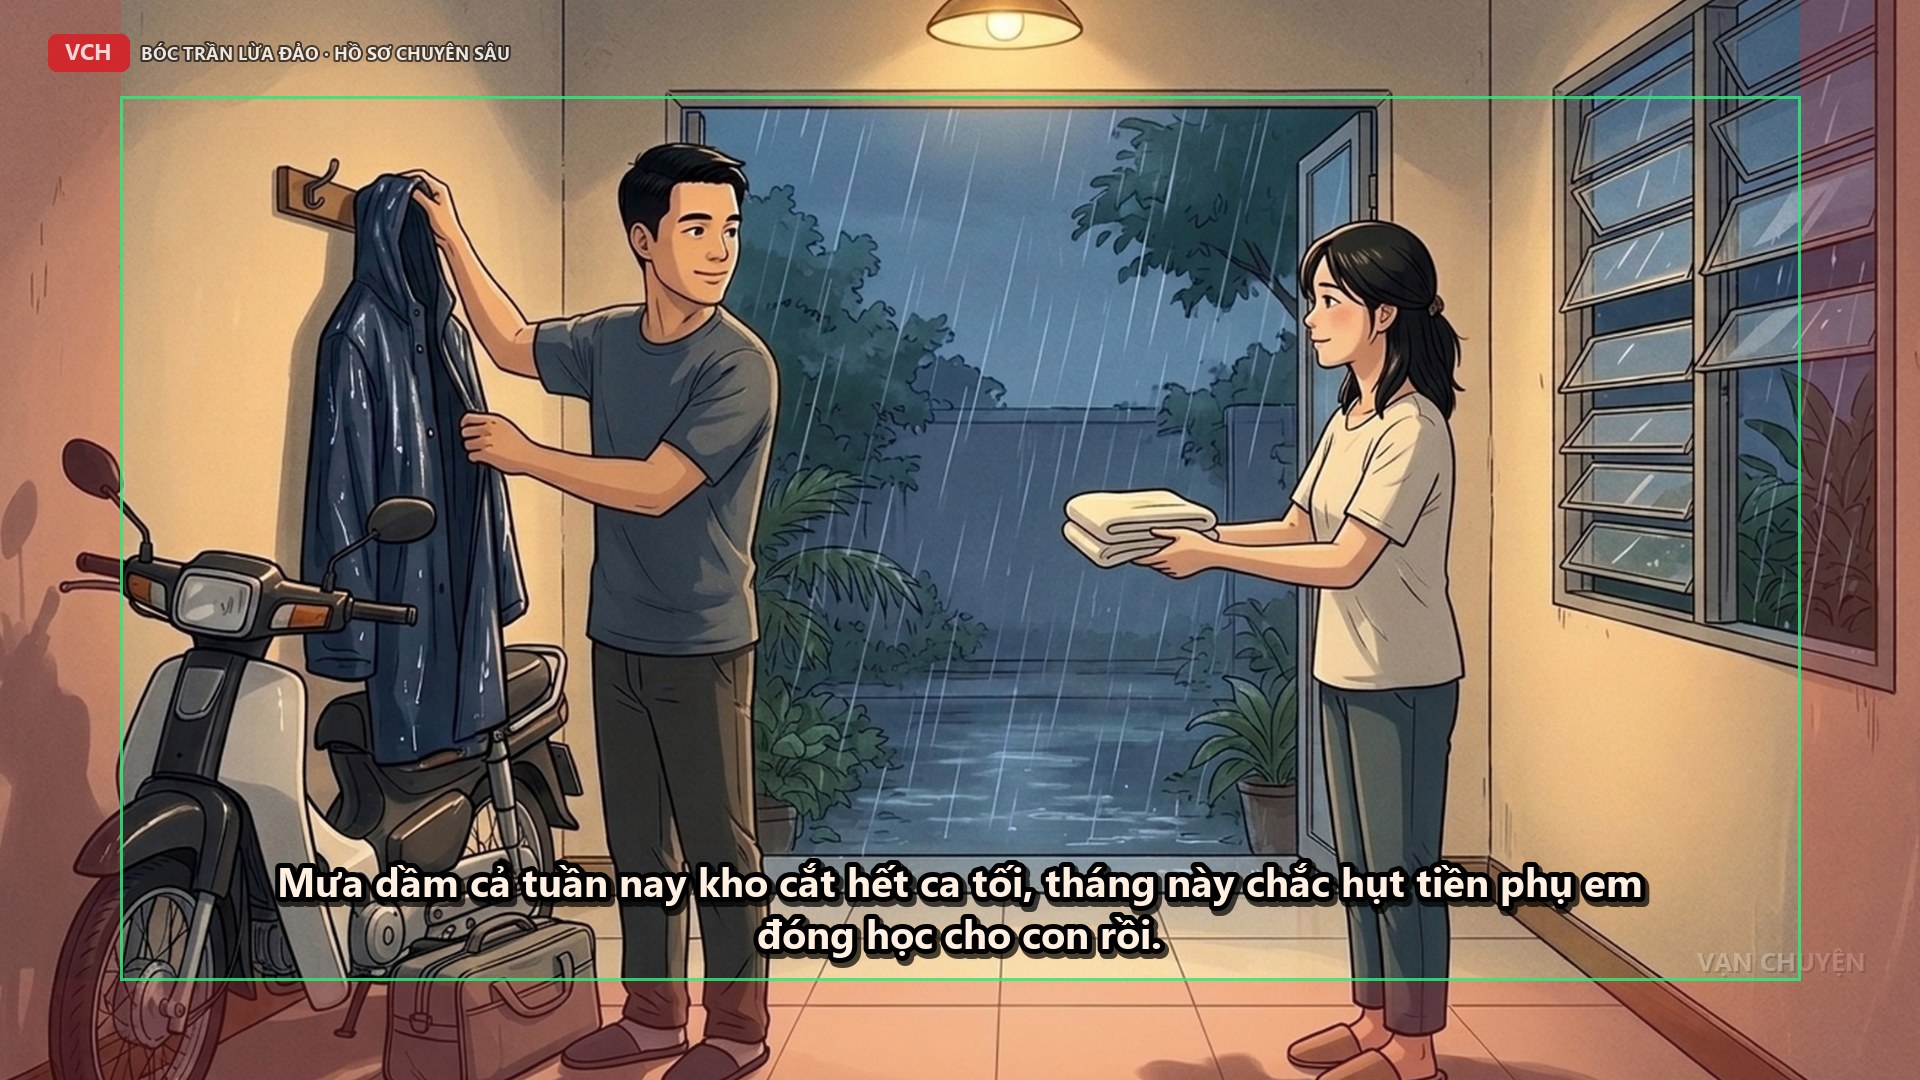 VCH BÓC TRẦN LỪA ĐẢO · HỒ SƠ CHUYÊN SÂU
Mưa dầm cả tuần nay kho cắt hết ca tối, tháng này chắc hụt tiền phụ em
đóng học cho con rồi.
VẠN CHUYỆN